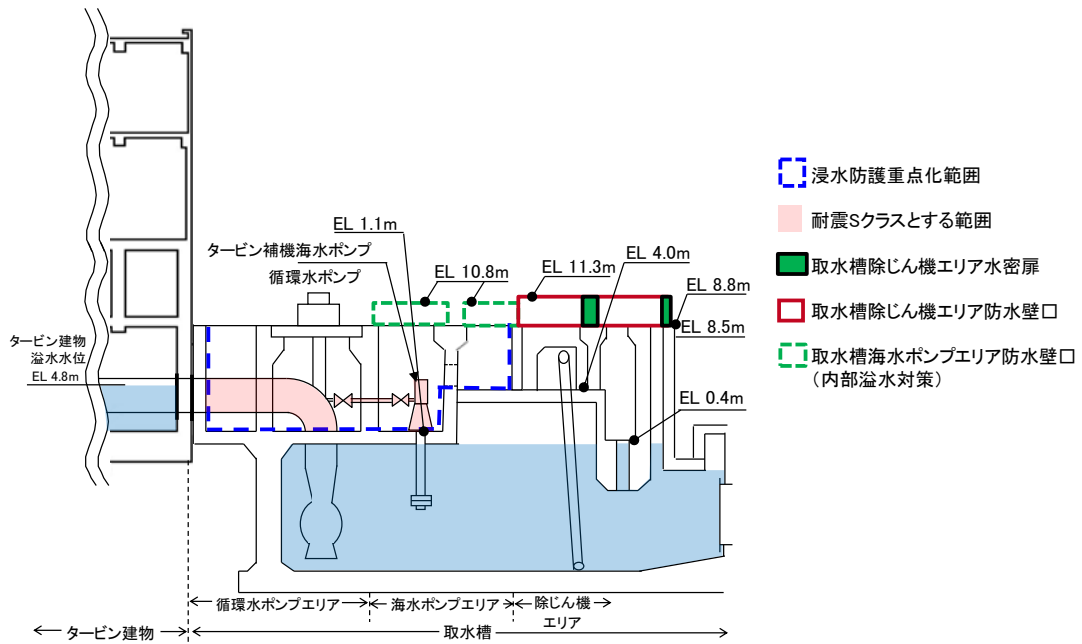 EL 1.1m
タービン補機海水ポンプ
循環水ポンプ
EL 10.8m
EL 11.3m
EL 4.0m
EL 8.8m
EL 8.5m
EL 0.4m
タービン建物
溢水水位
EL 4.8m
浸水防護重点化範囲
耐震Sクラスとする範囲
取水槽除じん機エリア水密扉
取水槽除じん機エリア防水壁口
取水槽海水ポンプエリア防水壁口
（内部溢水対策）
循環水ポンプエリア
海水ポンプエリア
除じん機
エリア
タービン建物
取水槽